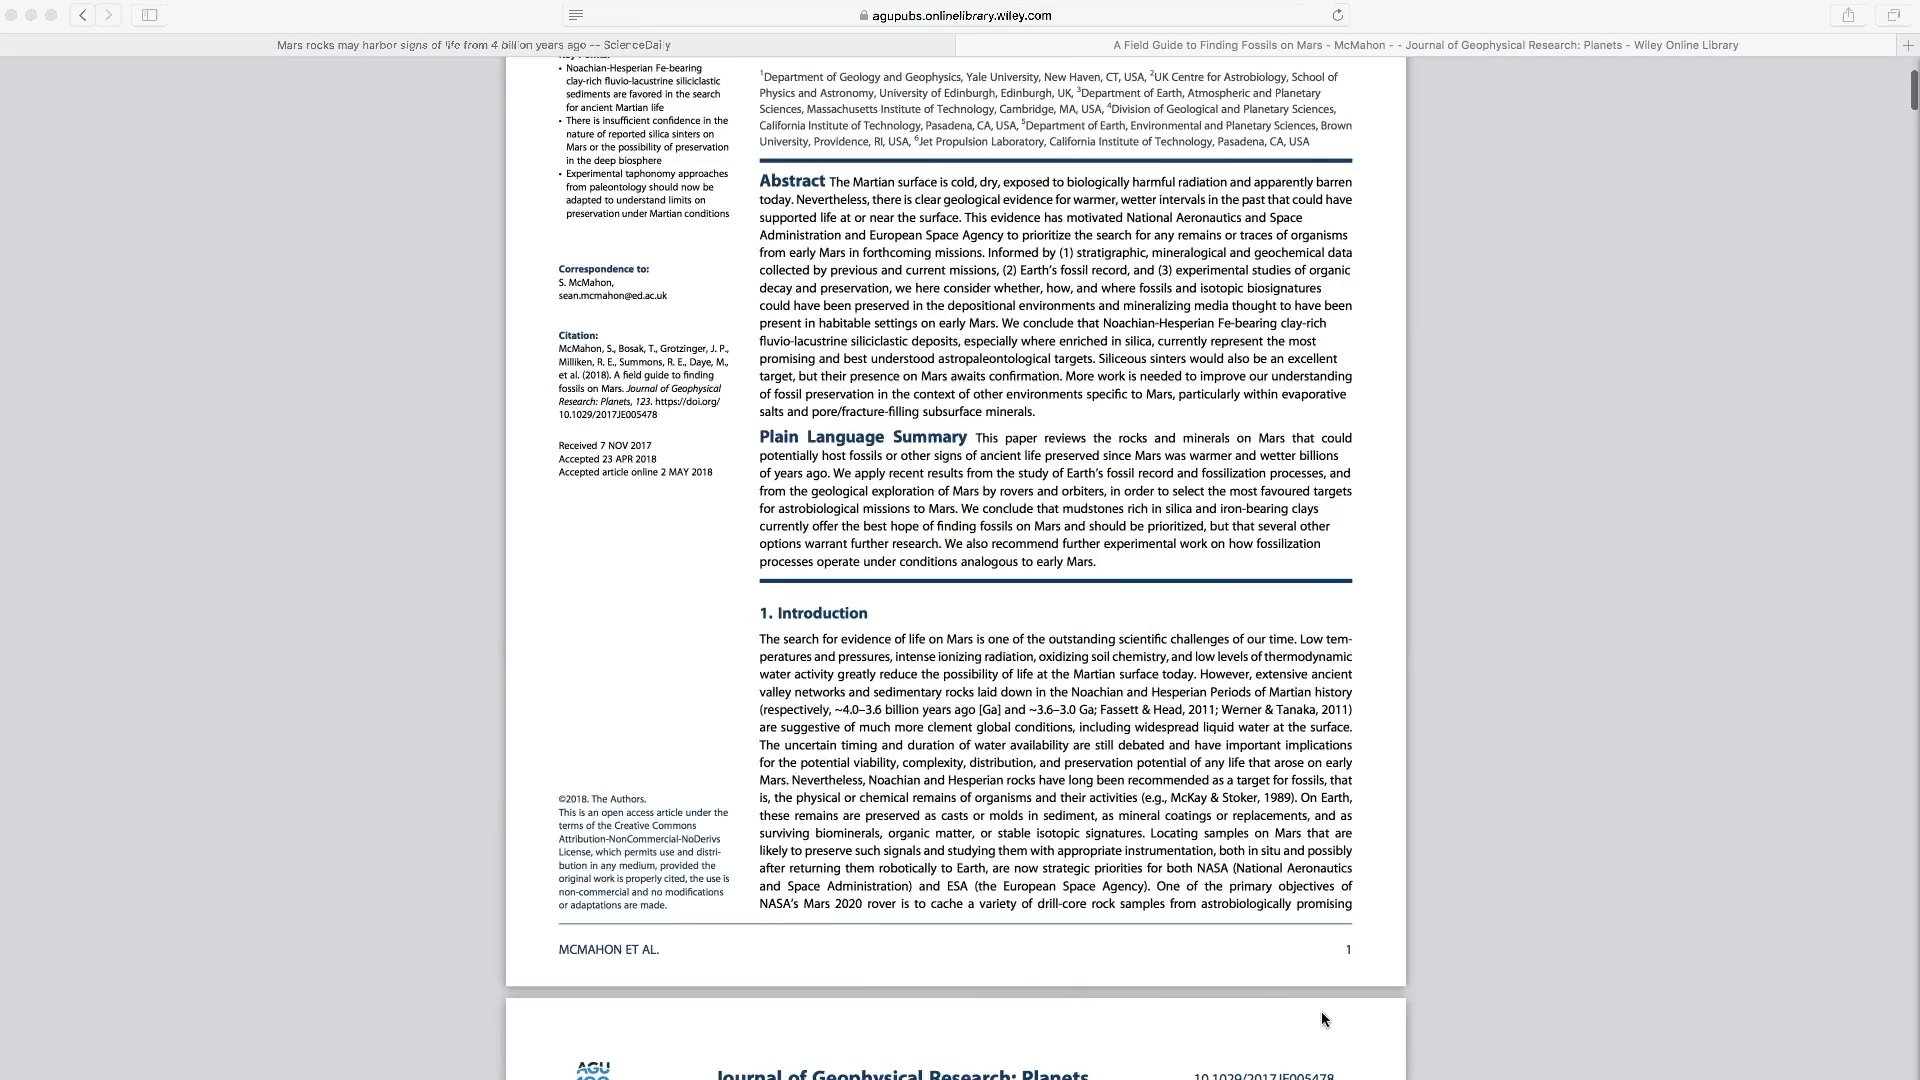 agupubs.onlinelibrary.wiley.com
Mars rocks may harbor signs of life from 4 billion years ago -- ScienceDaily
A Field Guide to Finding Fossils on Mars - McMahon - - Journal of Geophysical Research: Planets - Wiley Online Library
• Noachian-Hesperian Fe-bearing
clay-rich fluvio-lacustrine siliciclastic
sediments are favored in the search
for ancient Martian life
• There is insufficient confidence in the
nature of reported silica sinters on
Mars or the possibility of preservation
in the deep biosphere
• Experimental taphonomy approaches
from paleontology should now be
adapted to understand limits on
preservation under Martian conditions
Correspondence to:
S. McMahon,
sean.mcmahon@ed.ac.uk
Citation:
McMahon, S., Bosak, T., Grotzinger, J. P.,
Milliken, R. E., Summons, R. E., Daye, M.,
et al. (2018). A field guide to finding
fossils on Mars. Journal of Geophysical
Research: Planets, 123. https://doi.org/
10.1029/2017JE005478
Received 7 NOV 2017
Accepted 23 APR 2018
Accepted article online 2 MAY 2018
©2018. The Authors.
This is an open access article under the
terms of the Creative Commons
Attribution-NonCommercial-NoDerivs
License, which permits use and distri-
bution in any medium, provided the
original work is properly cited, the use is
non-commercial and no modifications
or adaptations are made.
1Department of Geology and Geophysics, Yale University, New Haven, CT, USA, 2UK Centre for Astrobiology, School of
Physics and Astronomy, University of Edinburgh, Edinburgh, UK, 3Department of Earth, Atmospheric and Planetary
Sciences, Massachusetts Institute of Technology, Cambridge, MA, USA, 4Division of Geological and Planetary Sciences,
California Institute of Technology, Pasadena, CA, USA, 5Department of Earth, Environmental and Planetary Sciences, Brown
University, Providence, RI, USA, 6Jet Propulsion Laboratory, California Institute of Technology, Pasadena, CA, USA
Abstract The Martian surface is cold, dry, exposed to biologically harmful radiation and apparently barren
today. Nevertheless, there is clear geological evidence for warmer, wetter intervals in the past that could have
supported life at or near the surface. This evidence has motivated National Aeronautics and Space
Administration and European Space Agency to prioritize the search for any remains or traces of organisms
from early Mars in forthcoming missions. Informed by (1) stratigraphic, mineralogical and geochemical data
collected by previous and current missions, (2) Earth's fossil record, and (3) experimental studies of organic
decay and preservation, we here consider whether, how, and where fossils and isotopic biosignatures
could have been preserved in the depositional environments and mineralizing media thought to have been
present in habitable settings on early Mars. We conclude that Noachian-Hesperian Fe-bearing clay-rich
fluvio-lacustrine siliciclastic deposits, especially where enriched in silica, currently represent the most
promising and best understood astropaleontological targets. Siliceous sinters would also be an excellent
target, but their presence on Mars awaits confirmation. More work is needed to improve our understanding
of fossil preservation in the context of other environments specific to Mars, particularly within evaporative
salts and pore/fracture-filling subsurface minerals.
Plain Language Summary This paper reviews the rocks and minerals on Mars that could
potentially host fossils or other signs of ancient life preserved since Mars was warmer and wetter billions
of years ago. We apply recent results from the study of Earth's fossil record and fossilization processes, and
from the geological exploration of Mars by rovers and orbiters, in order to select the most favoured targets
for astrobiological missions to Mars. We conclude that mudstones rich in silica and iron-bearing clays
currently offer the best hope of finding fossils on Mars and should be prioritized, but that several other
options warrant further research. We also recommend further experimental work on how fossilization
processes operate under conditions analogous to early Mars.
1. Introduction
The search for evidence of life on Mars is one of the outstanding scientific challenges of our time. Low tem-
peratures and pressures, intense ionizing radiation, oxidizing soil chemistry, and low levels of thermodynamic
water activity greatly reduce the possibility of life at the Martian surface today. However, extensive ancient
valley networks and sedimentary rocks laid down in the Noachian and Hesperian Periods of Martian history
(respectively, ~4.0–3.6 billion years ago [Ga] and ~3.6–3.0 Ga; Fassett & Head, 2011; Werner & Tanaka, 2011)
are suggestive of much more clement global conditions, including widespread liquid water at the surface.
The uncertain timing and duration of water availability are still debated and have important implications
for the potential viability, complexity, distribution, and preservation potential of any life that arose on early
Mars. Nevertheless, Noachian and Hesperian rocks have long been recommended as a target for fossils, that
is, the physical or chemical remains of organisms and their activities (e.g., McKay & Stoker, 1989). On Earth,
these remains are preserved as casts or molds in sediment, as mineral coatings or replacements, and as
surviving biominerals, organic matter, or stable isotopic signatures. Locating samples on Mars that are
likely to preserve such signals and studying them with appropriate instrumentation, both in situ and possibly
after returning them robotically to Earth, are now strategic priorities for both NASA (National Aeronautics
and Space Administration) and ESA (the European Space Agency). One of the primary objectives of
NASA's Mars 2020 rover is to cache a variety of drill-core rock samples from astrobiologically promising
MCMAHON ET AL.
1
AGU
Journal of Geophysical Research: Planets
10.1029/2017JE005478